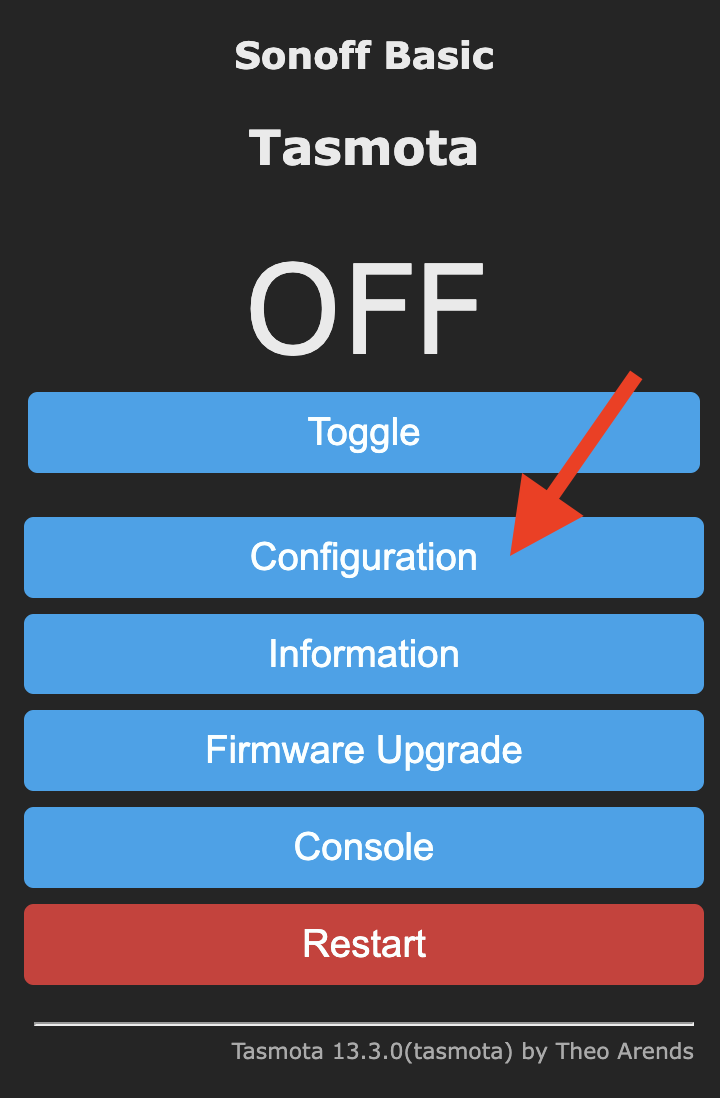 Sonoff Basic
Tasmota
OFF
Toggle
Configuration
Information
Firmware Upgrade
Console
Restart
Tasmota 13.3.0(tasmota) by Theo Arends